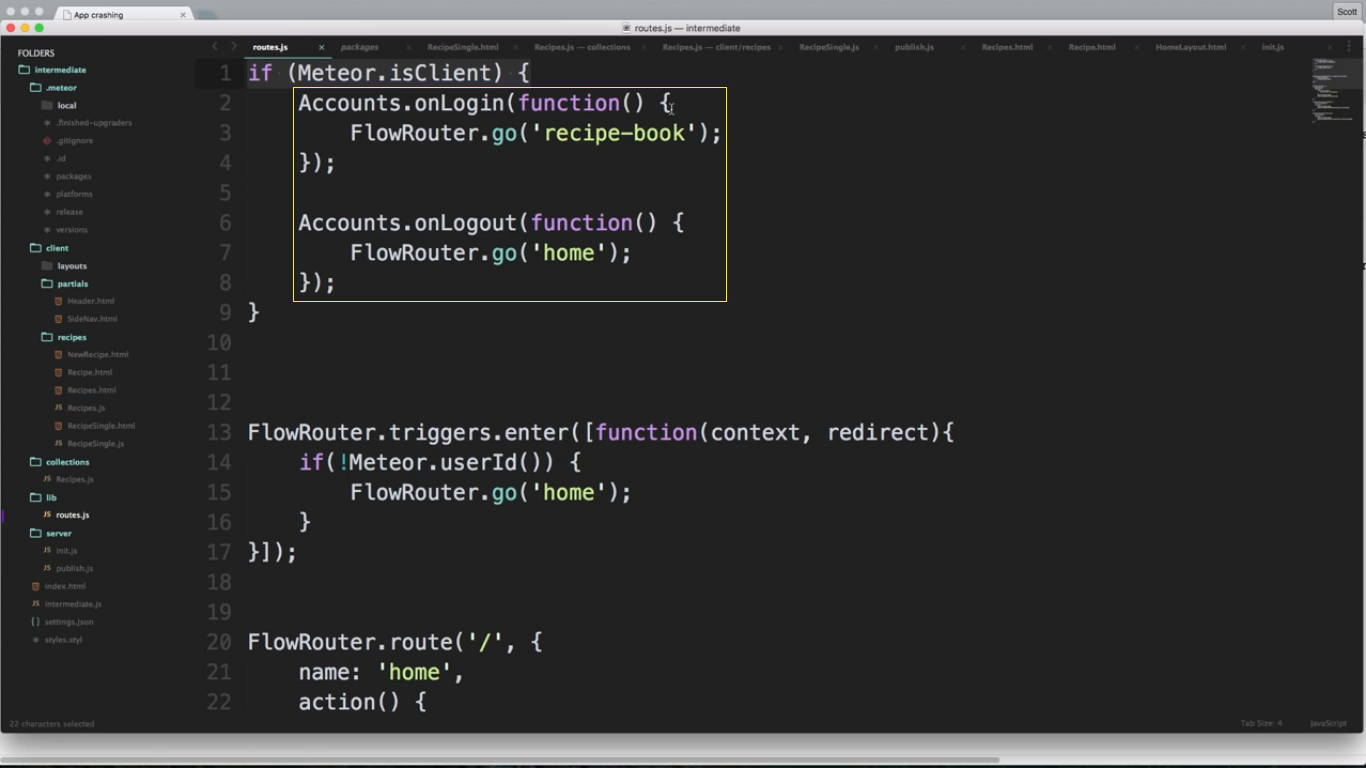 App crashing
Scott
routes.js — intermediate
FOLDERS
intermediate
.meteor
local
.finished-upgraders
.gitignore
.id
packages
platforms
release
versions
client
layouts
partials
Header.html
SideNav.html
recipes
NewRecipe.html
Recipe.html
Recipes.html
Recipes.js
RecipeSingle.html
RecipeSingle.js
collections
Recipes.js
lib
routes.js
server
init.js
publish.js
index.html
intermediate.js
settings.json
styles.styl
routes.js packages RecipeSingle.html Recipes.js — collections Recipes.js — client/recipes RecipeSingle.js publish.js Recipes.html Recipe.html HomeLayout.html init.js
1 if (Meteor.isClient) {
2 Accounts.onLogin(function() {
3 FlowRouter.go('recipe-book');
4 });
5
6 Accounts.onLogout(function() {
7 FlowRouter.go('home');
8 });
9 }
10
11
12
13 FlowRouter.triggers.enter([function(context, redirect){
14 if(!Meteor.userId()) {
15 FlowRouter.go('home');
16 }
17 }]);
18
19
20 FlowRouter.route('/', {
21 name: 'home',
22 action() {
22 characters selected
Tab Size: 4 JavaScript